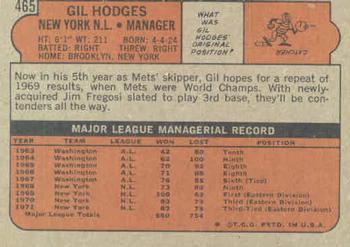 465
GIL HODGES
NEW YORK N.L. • MANAGER
HT: 6'1" WT: 211 BORN: 4-4-24
BATTED: RIGHT THREW: RIGHT
HOME: BROOKLYN, NEW YORK
WHAT
WAS
GIL
HODGES'
ORIGINAL
POSITION?
CATCHER
Now in his 5th year as Mets' skipper, Gil hopes for a repeat of
1969 results, when Mets were World Champs. With newly-
acquired Jim Fregosi slated to play 3rd base, they'll be con-
tenders all the way.
MAJOR LEAGUE MANAGERIAL RECORD
YEAR TEAM LEAGUE WON LOST POSITION
1963 Washington A.L. 42 80 Tenth
1964 Washington A.L. 62 100 Ninth
1965 Washington A.L. 70 92 Eighth
1966 Washington A.L. 71 88 Eighth
1967 Washington A.L. 76 85 Sixth (Tied)
1968 New York N.L. 73 89 Ninth
1969 New York N.L. 100 62 First (Eastern Division)
1970 New York N.L. 83 79 Third (Eastern Division)
1971 New York N.L. 83 79 Third-Tied (Eastern Division)
Major League Totals 660 754
© T.C.G. PRTD. IN U.S.A.